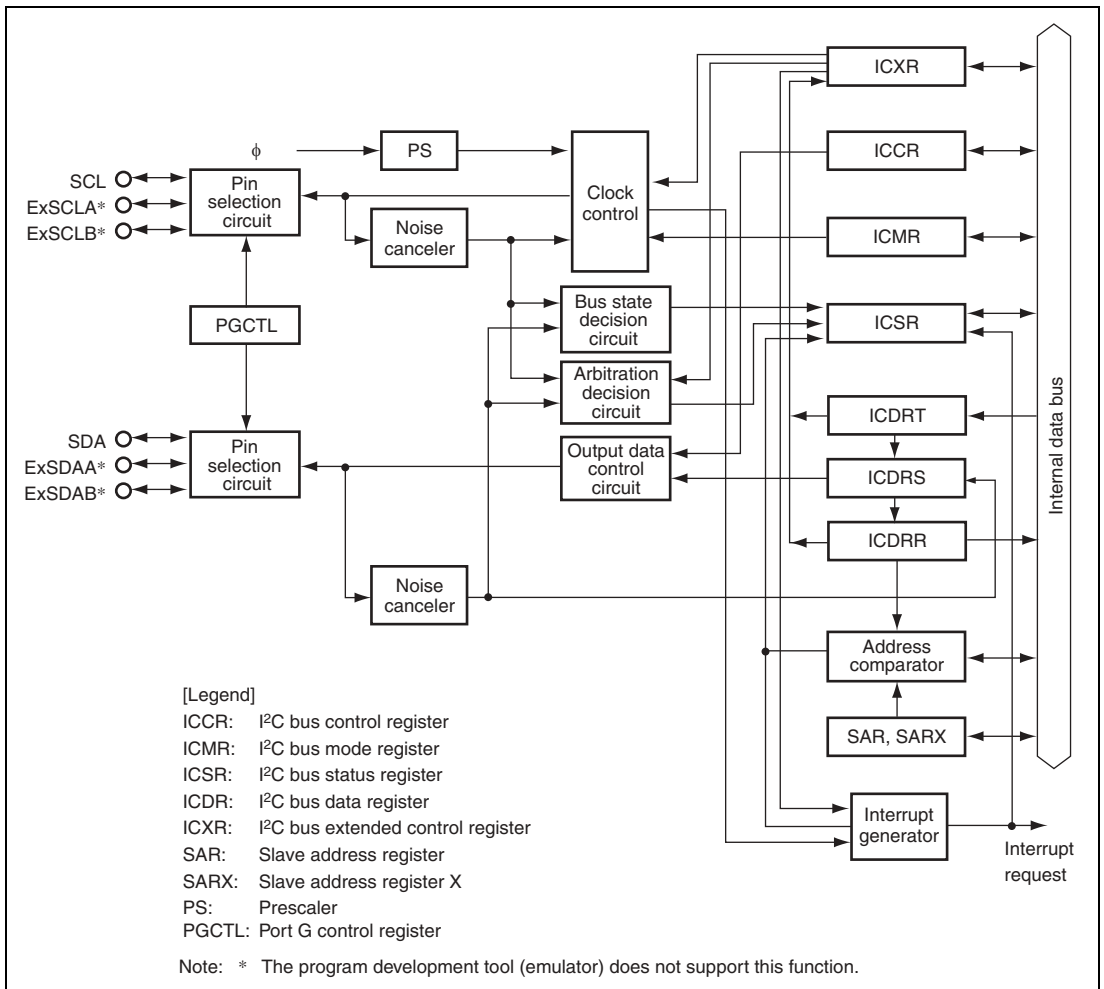 ICXR
φ
PS
ICCR
SCL
ExSCLA*
ExSCLB*
Pin
selection
circuit
Clock
control
Noise
canceler
ICMR
PGCTL
Bus state
decision
circuit
ICSR
Arbitration
decision
circuit
ICDRT
SDA
ExSDAA*
ExSDAB*
Pin
selection
circuit
Output data
control
circuit
ICDRS
ICDRR
Noise
canceler
Address
comparator
SAR, SARX
Interrupt
generator
Interrupt
request
Internal data bus
[Legend]
ICCR: I²C bus control register
ICMR: I²C bus mode register
ICSR: I²C bus status register
ICDR: I²C bus data register
ICXR: I²C bus extended control register
SAR: Slave address register
SARX: Slave address register X
PS: Prescaler
PGCTL: Port G control register
Note: * The program development tool (emulator) does not support this function.